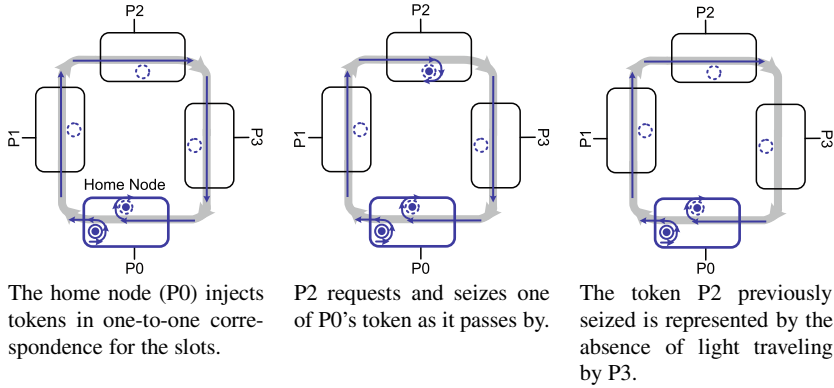 P2
P1
P3
Home Node
P0
The home node (P0) injects
tokens in one-to-one corre-
spondence for the slots.
P2
P1
P3
P0
P2 requests and seizes one
of P0's token as it passes by.
P2
P1
P3
P0
The token P2 previously
seized is represented by the
absence of light traveling
by P3.